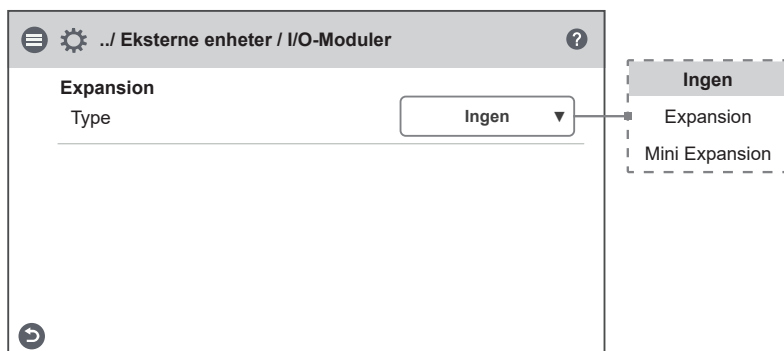 ../ Eksterne enheter / I/O-Moduler
?
Expansion
Type
Ingen ▼
Ingen
Expansion
Mini Expansion